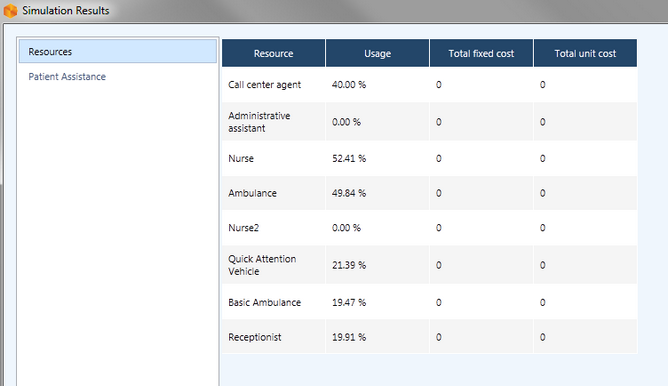 Simulation Results
Resources
Patient Assistance
Resource Usage Total fixed cost Total unit cost
Call center agent 40.00 % 0 0
Administrative
assistant 0.00 % 0 0
Nurse 52.41 % 0 0
Ambulance 49.84 % 0 0
Nurse2 0.00 % 0 0
Quick Attention
Vehicle 21.39 % 0 0
Basic Ambulance 19.47 % 0 0
Receptionist 19.91 % 0 0